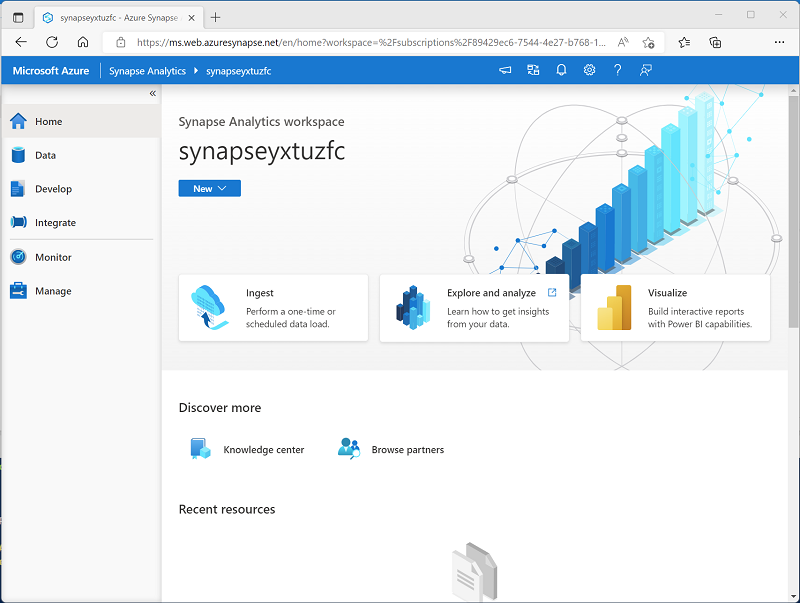 synapseyxtuzfc - Azure Synapse
https://ms.web.azuresynapse.net/en/home?workspace=%2Fsubscriptions%2F89429ec6-7544-4e27-b768-1...
Microsoft Azure
Synapse Analytics
synapseyxtuzfc
Home
Data
Develop
Integrate
Monitor
Manage
Synapse Analytics workspace
synapseyxtuzfc
New
Ingest
Perform a one-time or
scheduled data load.
Explore and analyze
Learn how to get insights
from your data.
Visualize
Build interactive reports
with Power BI capabilities.
Discover more
Knowledge center
Browse partners
Recent resources